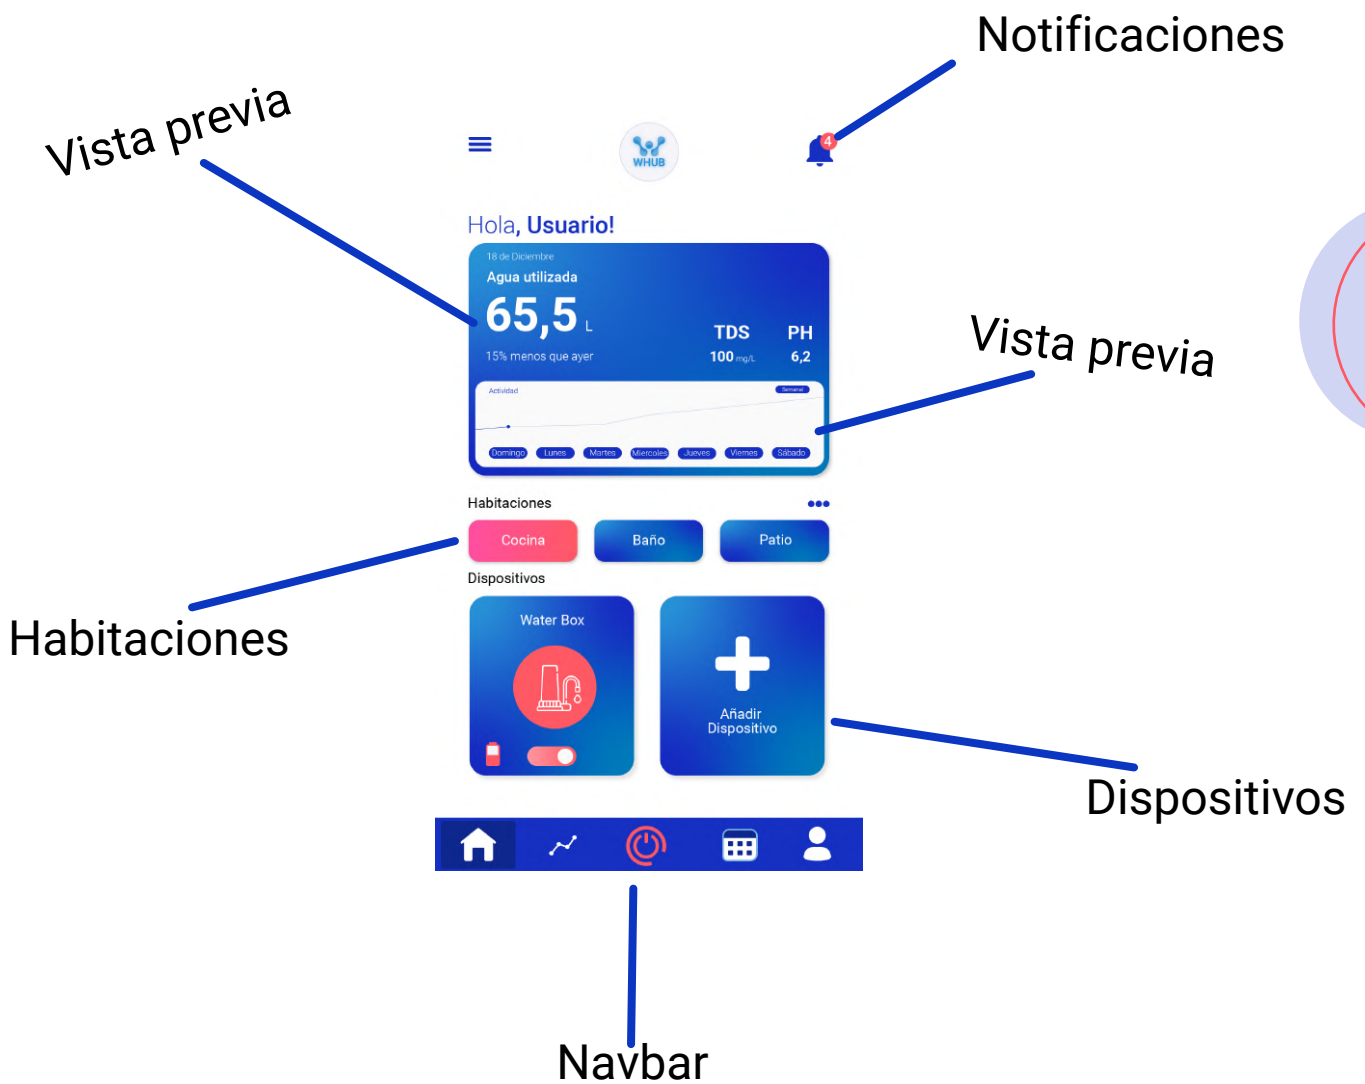 Notificaciones
Vista previa
4
WHUB
Hola, Usuario!
18 de Diciembre
Agua utilizada
65,5 L
TDS PH
15% menos que ayer 100 mg/L 6,2
Vista previa
Actividad Semanal
Domingo Lunes Martes Miercoles Jueves Viernes Sábado
Habitaciones
Cocina Baño Patio
Dispositivos
Habitaciones
Water Box
Añadir
Dispositivo
Dispositivos
Navbar